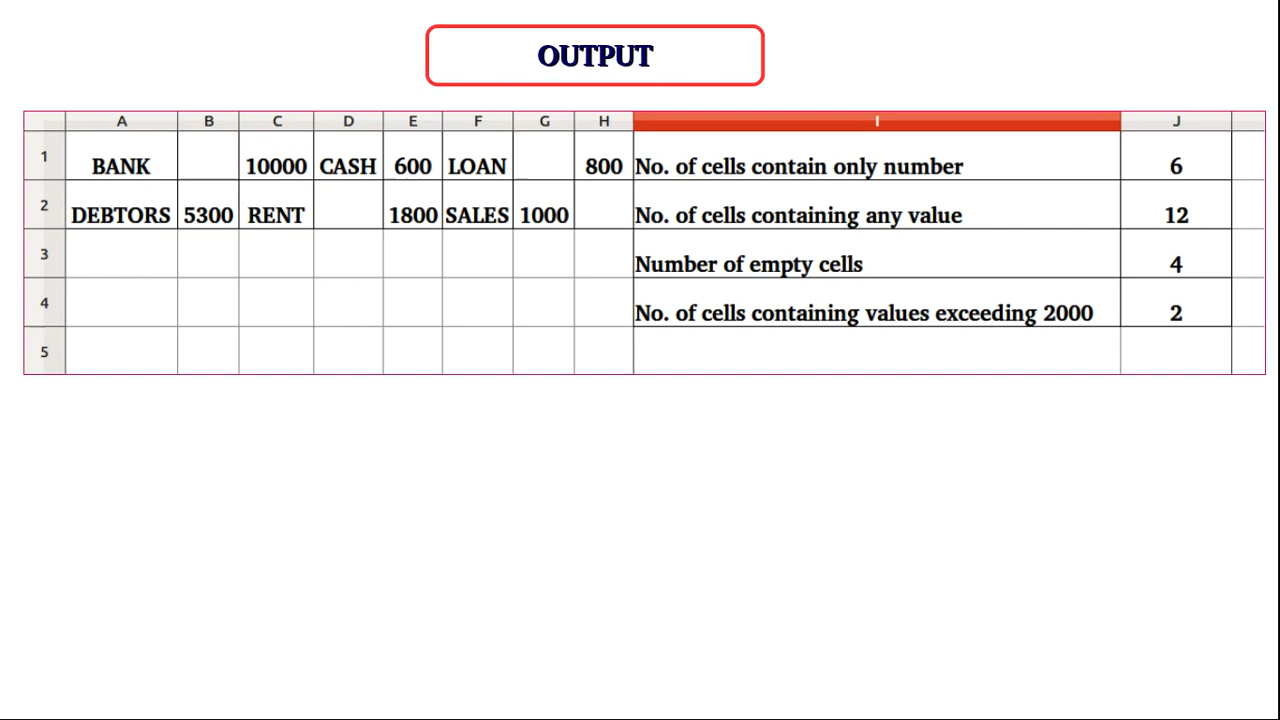 OUTPUT
A B C D E F G H I J
1 BANK 10000 CASH 600 LOAN 800 No. of cells contain only number 6
2 DEBTORS 5300 RENT 1800 SALES 1000 No. of cells containing any value 12
3 Number of empty cells 4
4 No. of cells containing values exceeding 2000 2
5